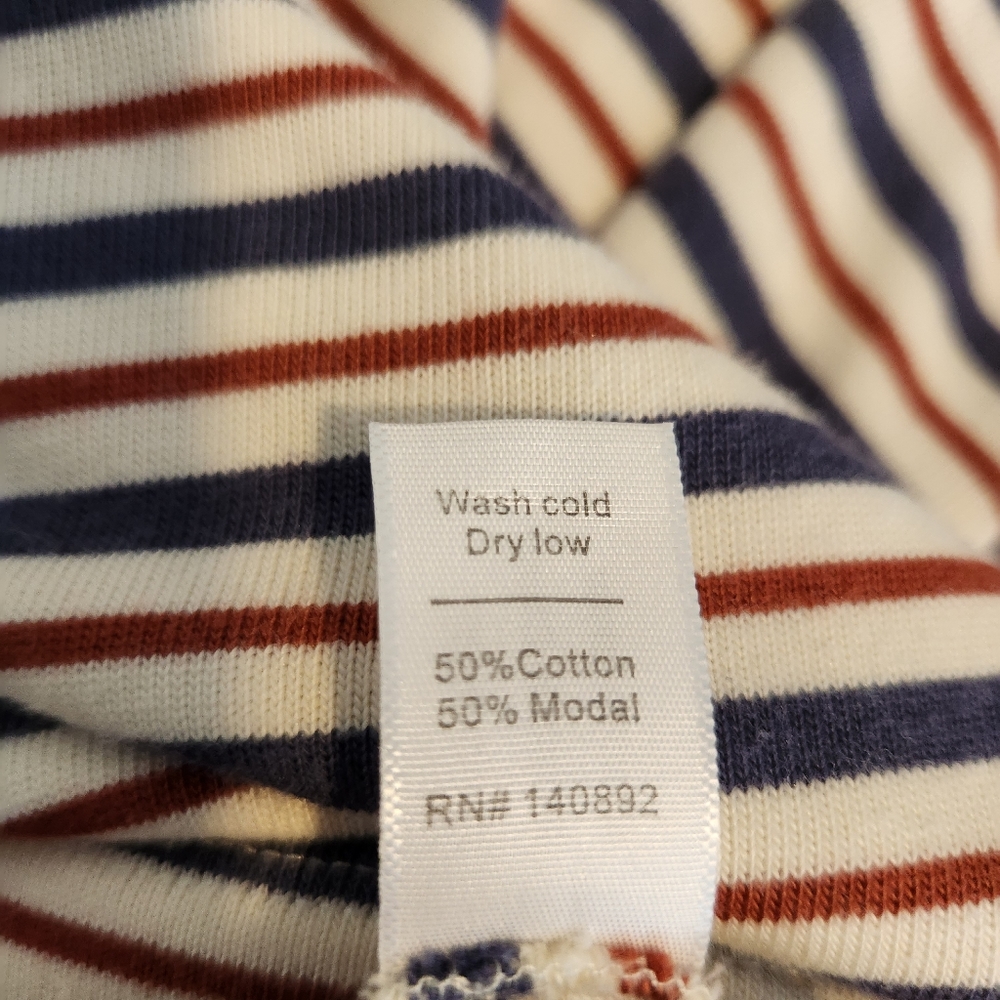 Wash cold
Dry low
50%Cotton
50% Modal
RN# 140892